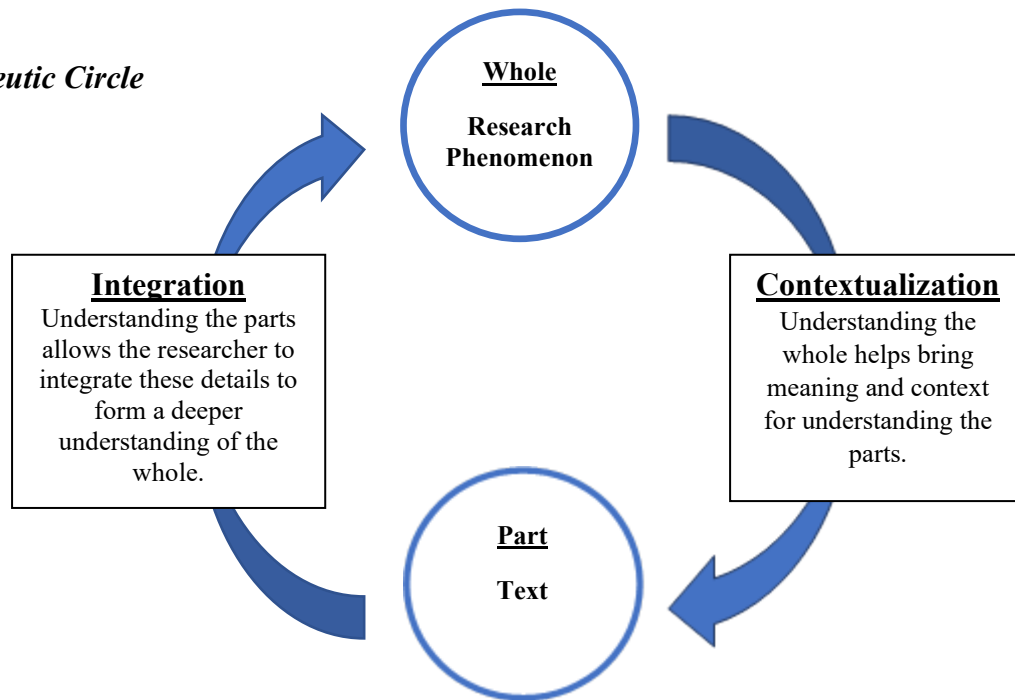 Circle
Whole
Research
Phenomenon
Integration
Understanding the parts
allows the researcher to
integrate these details to
form a deeper
understanding of the
whole.
Contextualization
Understanding the
whole helps bring
meaning and context
for understanding the
parts.
Part
Text